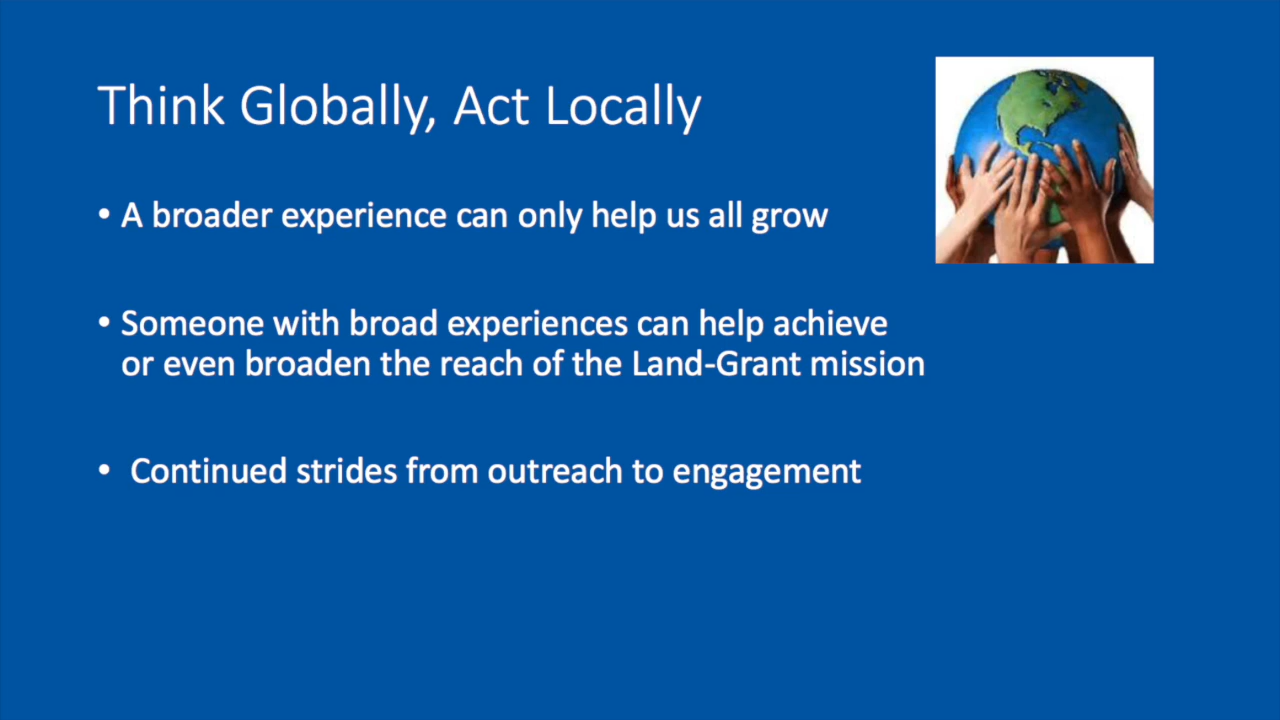 Think Globally, Act Locally
• A broader experience can only help us all grow
• Someone with broad experiences can help achieve
or even broaden the reach of the Land-Grant mission
• Continued strides from outreach to engagement